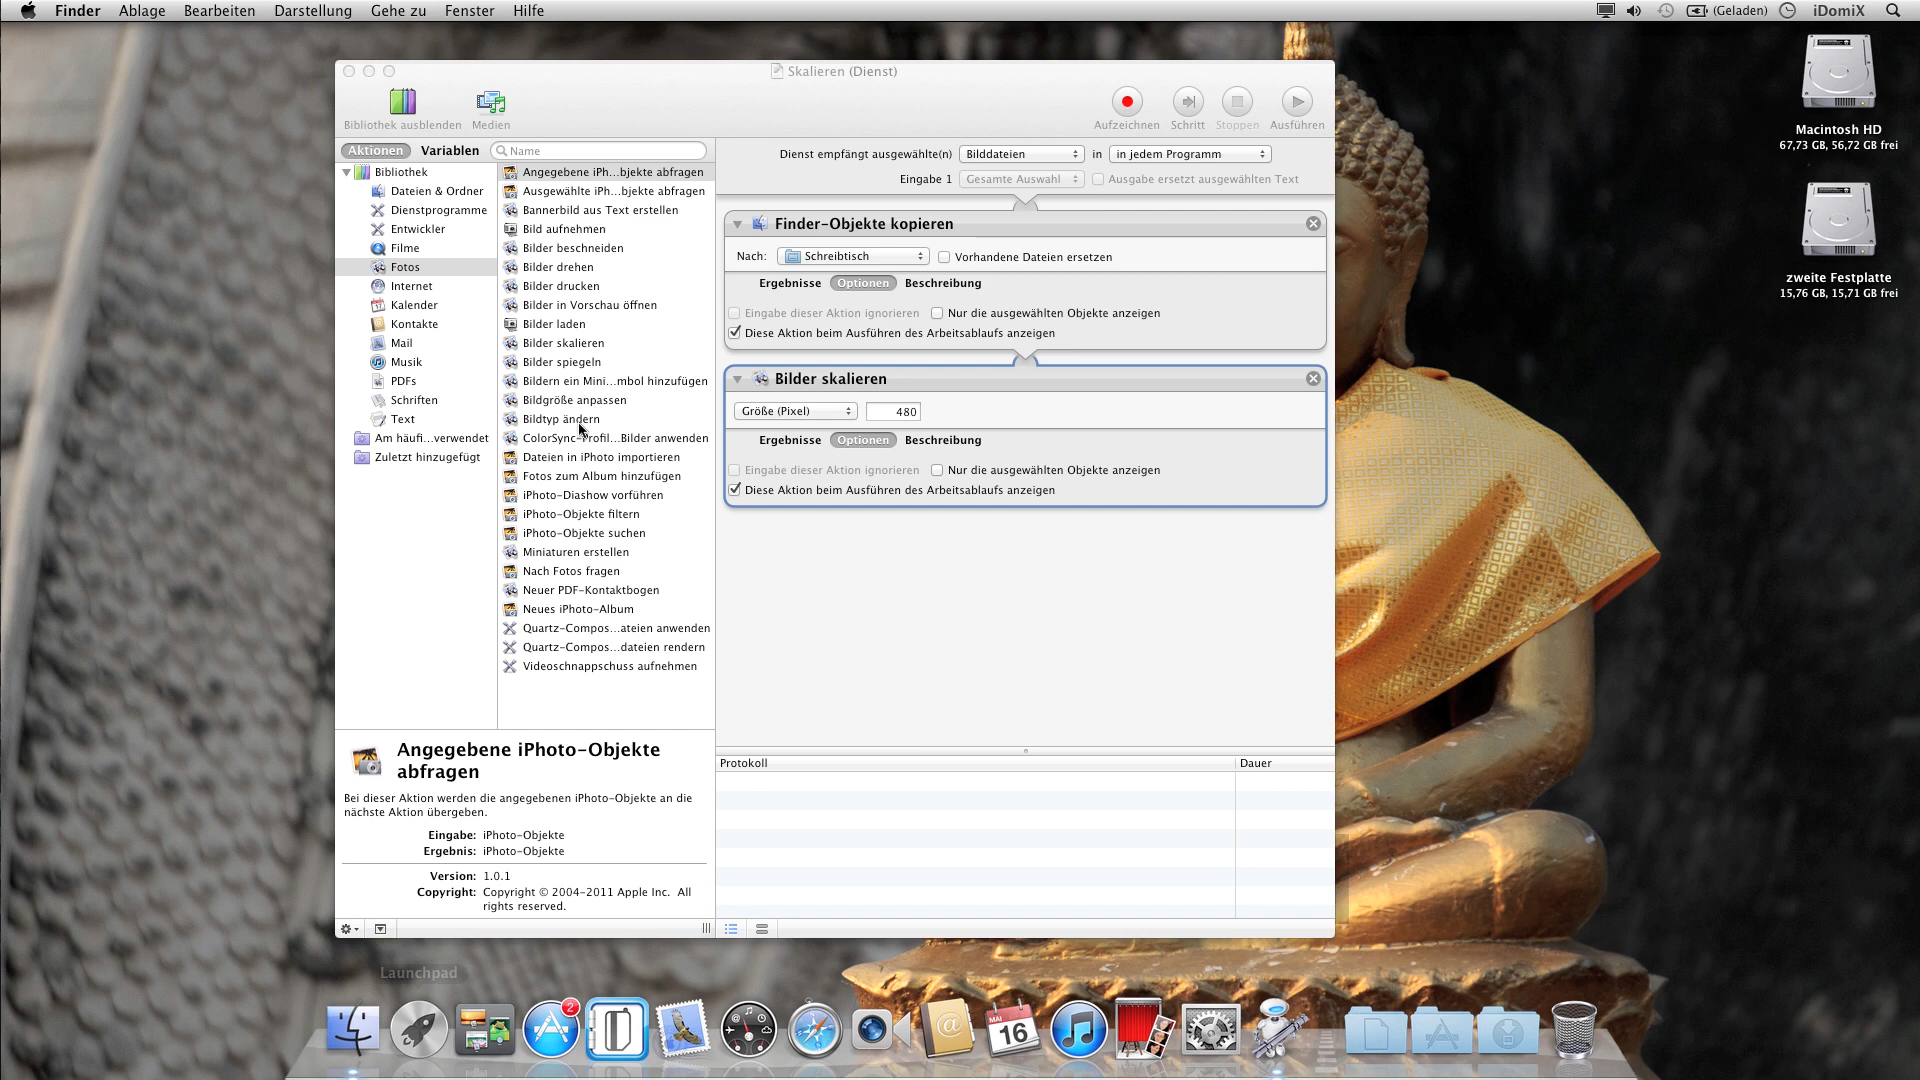 Finder Ablage Bearbeiten Darstellung Gehe zu Fenster Hilfe (Geladen) iDomiX
Skalieren (Dienst)
Bibliothek ausblenden Medien Aufzeichnen Schritt Stoppen Ausführen
Aktionen Variablen Name
Bibliothek
Dateien & Ordner
Dienstprogramme
Entwickler
Filme
Fotos
Internet
Kalender
Kontakte
Mail
Musik
PDFs
Schriften
Text
Am häufi...verwendet
Zuletzt hinzugefügt
Angegebene iPh...bjekte abfragen
Ausgewählte iPh...bjekte abfragen
Bannerbild aus Text erstellen
Bild aufnehmen
Bilder beschneiden
Bilder drehen
Bilder drucken
Bilder in Vorschau öffnen
Bilder laden
Bilder skalieren
Bilder spiegeln
Bildern ein Mini...mbol hinzufügen
Bildgröße anpassen
Bildtyp ändern
ColorSync-Profil...Bilder anwenden
Dateien in iPhoto importieren
Fotos zum Album hinzufügen
iPhoto-Diashow vorführen
iPhoto-Objekte filtern
iPhoto-Objekte suchen
Miniaturen erstellen
Nach Fotos fragen
Neuer PDF-Kontaktbogen
Neues iPhoto-Album
Quartz-Compos...ateien anwenden
Quartz-Compos...dateien rendern
Videoschnappschuss aufnehmen
Dienst empfängt ausgewählte(n) Bilddateien in in jedem Programm
Eingabe 1 Gesamte Auswahl Ausgabe ersetzt ausgewählten Text
Finder-Objekte kopieren
Nach: Schreibtisch Vorhandene Dateien ersetzen
Ergebnisse Optionen Beschreibung
Eingabe dieser Aktion ignorieren Nur die ausgewählten Objekte anzeigen
Diese Aktion beim Ausführen des Arbeitsablaufs anzeigen
Bilder skalieren
Größe (Pixel) 480
Ergebnisse Optionen Beschreibung
Eingabe dieser Aktion ignorieren Nur die ausgewählten Objekte anzeigen
Diese Aktion beim Ausführen des Arbeitsablaufs anzeigen
Protokoll Dauer
Angegebene iPhoto-Objekte
abfragen
Bei dieser Aktion werden die angegebenen iPhoto-Objekte an die
nächste Aktion übergeben.
Eingabe: iPhoto-Objekte
Ergebnis: iPhoto-Objekte
Version: 1.0.1
Copyright: Copyright © 2004-2011 Apple Inc. All
rights reserved.
Macintosh HD
67,73 GB, 56,72 GB frei
zweite Festplatte
15,76 GB, 15,71 GB frei
Launchpad
2
MAI
16